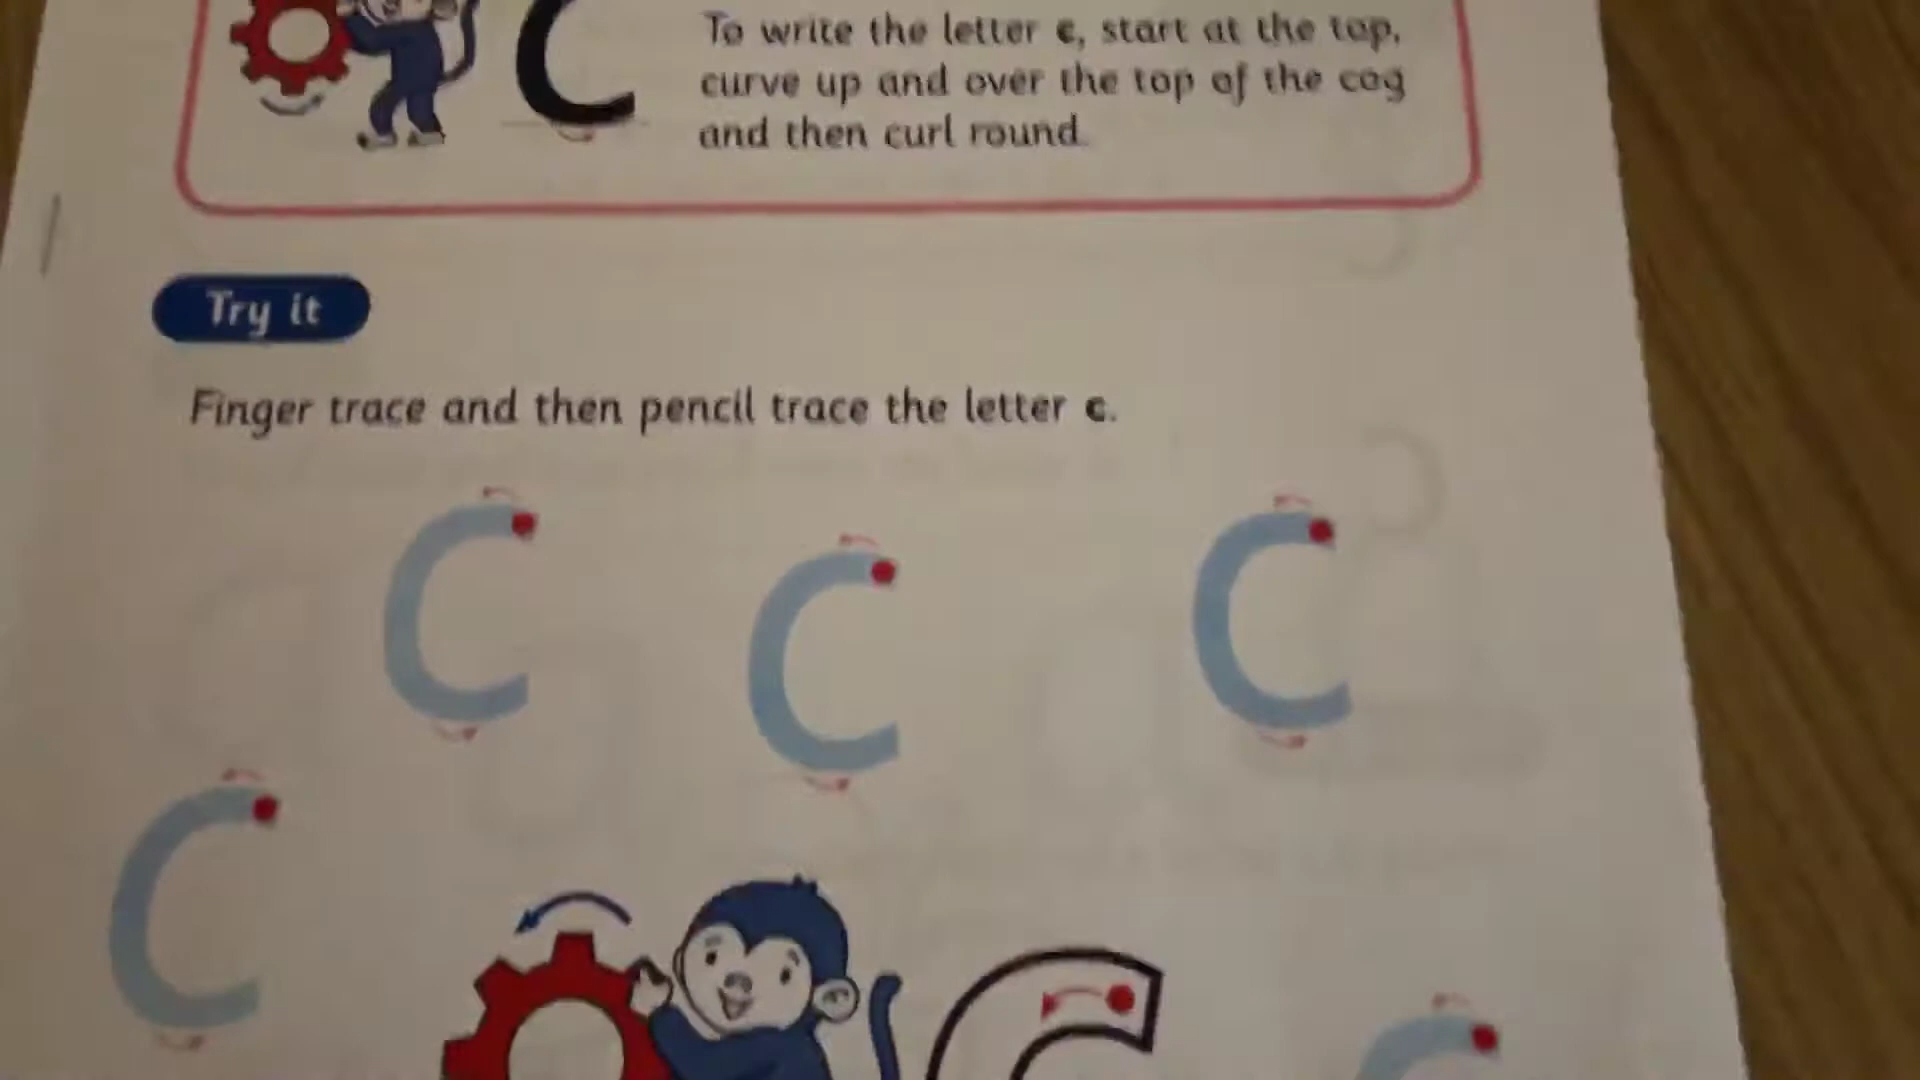 C
To write the letter c, start at the top,
curve up and over the top of the cog
and then curl round.
Try it
Finger trace and then pencil trace the letter c.
C C C
C
C C